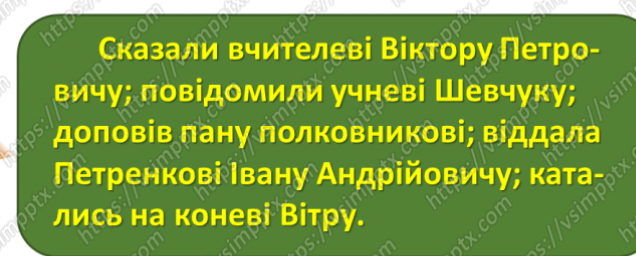 Сказали вчителеві Віктору Петро-
вичу; повідомили учневі Шевчуку;
доповів пану полковникові; віддала
Петренкові Івану Андрійовичу; ката-
лись на коневі Вітру.